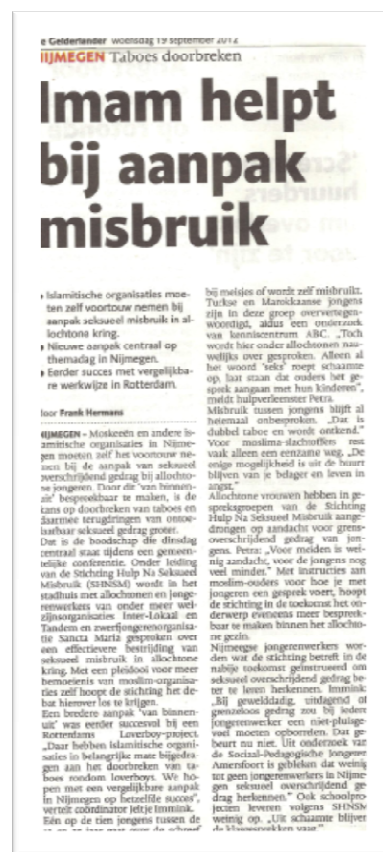 e Gelderlander woensdag 19 september 2012
NIJMEGEN Taboes doorbreken
Imam helpt
bij aanpak
misbruik
Islamitische organisaties moe-
ten zelf voortouw nemen bij
aanpak seksueel misbruik in al-
lochtone kring.
Nieuwe aanpak centraal op
themadag in Nijmegen.
Eerder succes met vergelijkba-
re werkwijze in Rotterdam.
door Frank Hermans
NIJMEGEN – Moskeeën en andere is-
lamitische organisaties in Nijme-
gen moeten zelf het voortouw ne-
men bij de aanpak van seksueel
overschrijdend gedrag bij allochto-
ne jongeren. Door dit 'van binnen-
uit' bespreekbaar te maken, is de
kans op doorbreken van taboes en
daarmee terugdringen van ontoe-
laatbaar seksueel gedrag groter.
Dat is de boodschap die dinsdag
centraal staat tijdens een gemeen-
telijke conferentie. Onder leiding
van de Stichting Hulp Na Seksueel
Misbruik (SHNSM) wordt in het
stadhuis met allochtonen en jonge-
renwerkers van onder meer wel-
zijnsorganisaties Inter-Lokaal en
Tandem en zwerfjongerenorganisa-
tie Sancta Maria gesproken over
een effectievere bestrijding van
seksueel misbruik in allochtone
kring. Met een pleidooi voor meer
bemoeienis van moslim-organisa-
ties zelf hoopt de stichting het de-
bat hierover los te krijgen.
Een bredere aanpak 'van binnen-
uit' was eerder succesvol bij een
Rotterdams Loverboy-project.
„Daar hebben islamitische organi-
saties in belangrijke mate bijgedra-
gen aan het doorbreken van ta-
boes rondom loverboys. We ho-
pen met een vergelijkbare aanpak
in Nijmegen op hetzelfde succes",
vertelt coördinator Jeltje Immink.
Eén op de tien jongens tussen de
bij meisjes of wordt zelf misbruikt.
Turkse en Marokkaanse jongens
zijn in deze groep oververtegen-
woordigd, aldus een onderzoek
van kenniscentrum ABC. „Toch
wordt hier onder allochtonen nau-
welijks over gesproken. Alleen al
het woord 'seks' roept schaamte
op, laat staan dat ouders het ge-
sprek aangaan met hun kinderen",
meldt hulpverleenster Petra.
Misbruik tussen jongens blijft al
helemaal onbesproken. „Dat is
dubbel taboe en wordt ontkend."
Voor moslima-slachtoffers rest
vaak alleen een eenzame weg. „De
enige mogelijkheid is uit de buurt
blijven van je belager en leven in
angst."
Allochtone vrouwen hebben in ge-
spreksgroepen van de Stichting
Hulp Na Seksueel Misbruik aange-
drongen op aandacht voor grens-
overschrijdend gedrag van jon-
gens. Petra: „Voor meiden is wei-
nig aandacht, voor de jongens nog
veel minder." Met instructies aan
moslim-ouders voor hoe je met
jongeren een gesprek voert, hoopt
de stichting in de toekomst het on-
derwerp eveneens meer bespreek-
baar te maken binnen het allochto-
ne gezin.
Nijmeegse jongerenwerkers wor-
den wat de stichting betreft in de
nabije toekomst getraind om
seksueel overschrijdend gedrag be-
ter te leren herkennen. Immink:
„Bij gewelddadig, uitdagend of
grenzeloos gedrag zou bij iedere
jongerenwerker een niet-pluisge-
voel moeten opborrelen. Dat ge-
beurt nu niet. Uit onderzoek van
de Sociaal-Pedagogische Jongeren
Amersfoort is gebleken dat weinig
tot geen jongerenwerkers in Nijme-
gen seksueel overschrijdend ge-
drag herkennen." Ook schoolpro-
jecten leveren volgens SHNSM
weinig op. „Uit schaamte blijven